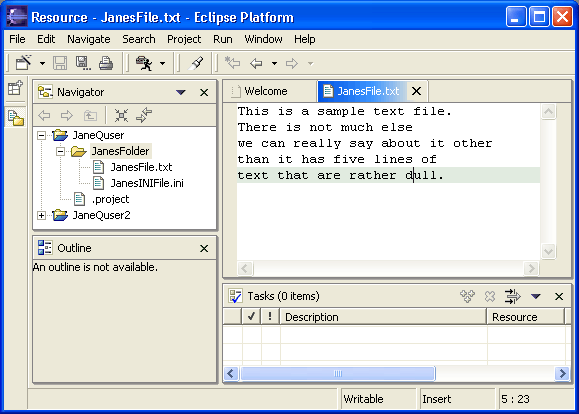 Resource - JanesFile.txt - Eclipse Platform
File Edit Navigate Search Project Run Window Help
Navigator
JaneQuser
JanesFolder
JanesFile.txt
JanesINIFile.ini
.project
JaneQuser2
Outline
An outline is not available.
Welcome JanesFile.txt
This is a sample text file.
There is not much else
we can really say about it other
than it has five lines of
text that are rather dull.
Tasks (0 items)
! Description Resource
Writable Insert 5 : 23